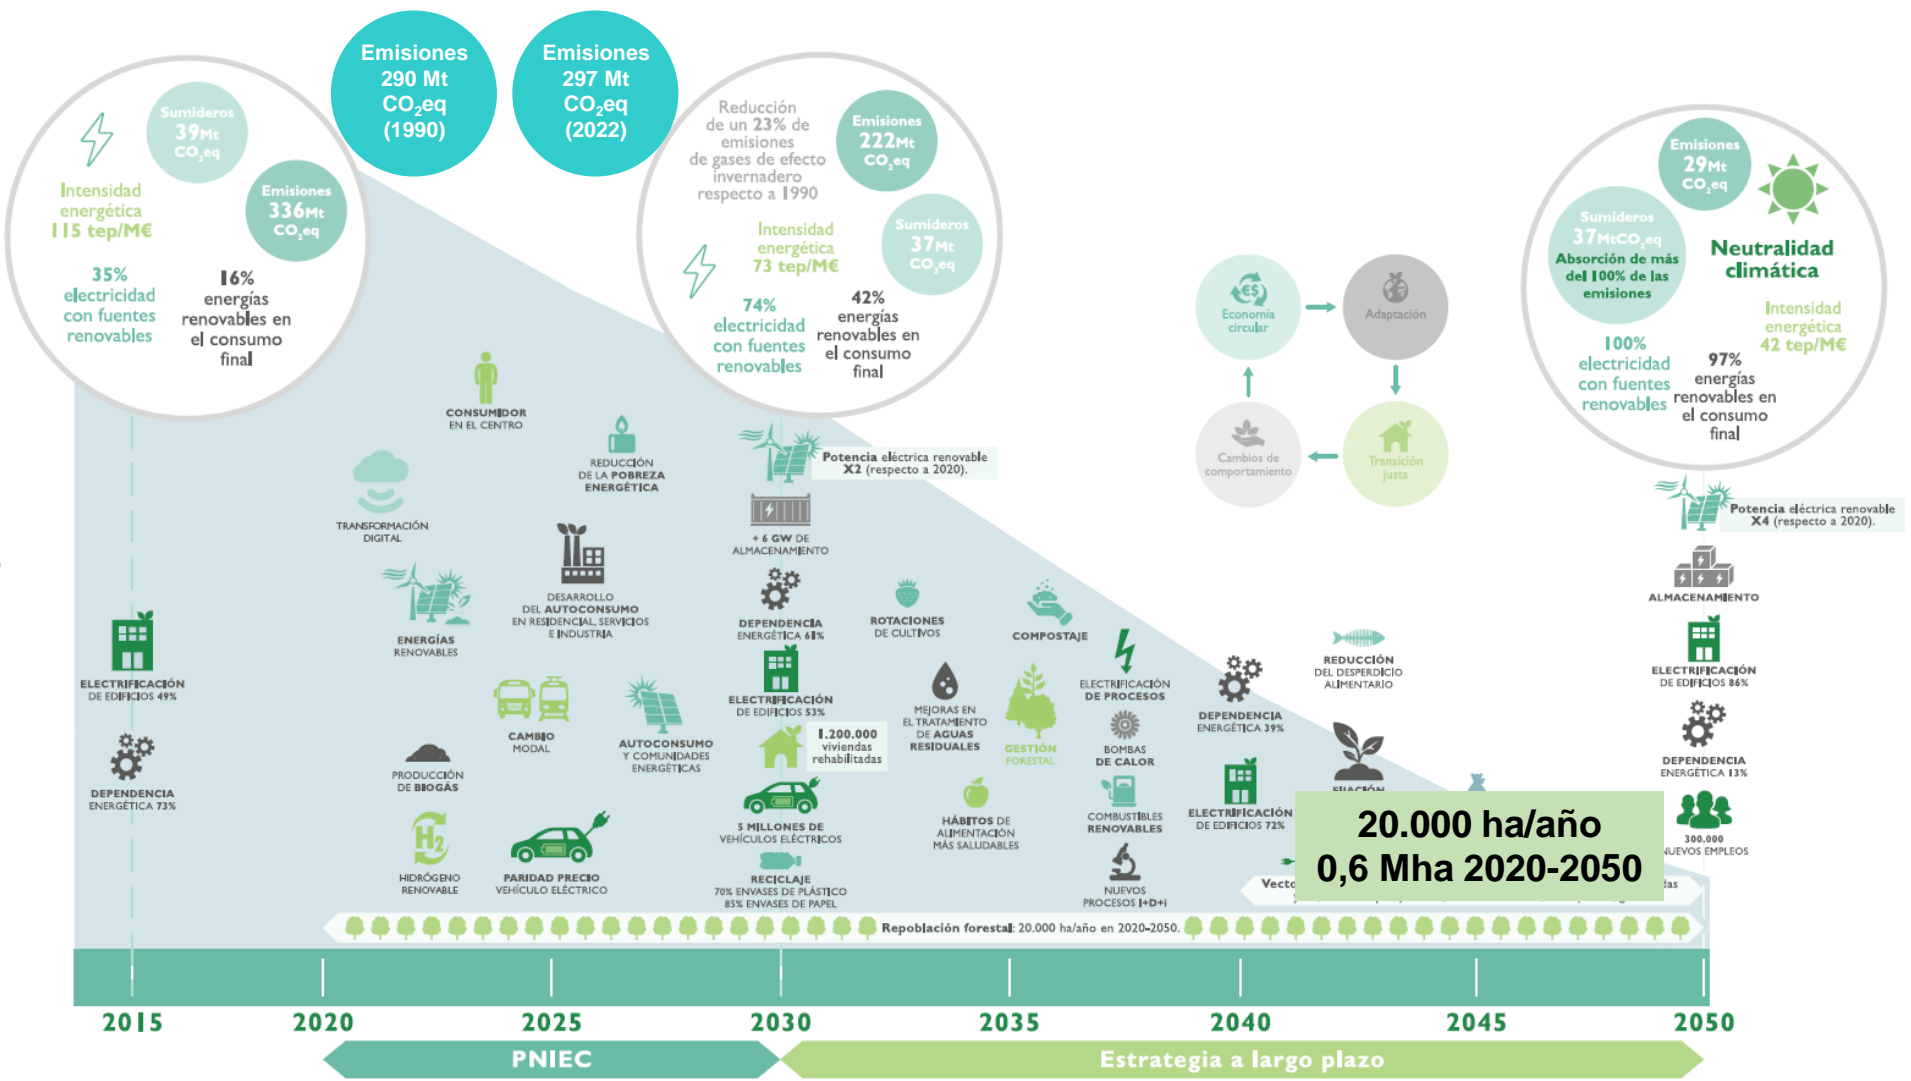 Emisiones
290 Mt
CO₂eq
(1990)
Emisiones
297 Mt
CO₂eq
(2022)
Sumideros
39Mt
CO₂eq
Intensidad
energética
115 tep/M€
Emisiones
336Mt
CO₂eq
35%
electricidad
con fuentes
renovables
16%
energías
renovables en
el consumo
final
Reducción
de un 23% de
emisiones
de gases de efecto
invernadero
respecto a 1990
Emisiones
222Mt
CO₂eq
Intensidad
energética
73 tep/M€
Sumideros
37Mt
CO₂eq
74%
electricidad
con fuentes
renovables
42%
energías
renovables en
el consumo
final
€$
Economía
circular
Adaptación
Cambios de
comportamiento
Transición
justa
Emisiones
29Mt
CO₂eq
Sumideros
37MtCO₂eq
Absorción de más
del 100% de las
emisiones
Neutralidad
climática
Intensidad
energética
42 tep/M€
100%
electricidad
con fuentes
renovables
97%
energías
renovables en
el consumo
final
ELECTRIFICACIÓN
DE EDIFICIOS 49%
DEPENDENCIA
ENERGÉTICA 73%
CONSUMIDOR
EN EL CENTRO
REDUCCIÓN
DE LA POBREZA
ENERGÉTICA
TRANSFORMACIÓN
DIGITAL
DESARROLLO
DEL AUTOCONSUMO
EN RESIDENCIAL, SERVICIOS
E INDUSTRIA
ENERGÍAS
RENOVABLES
CAMBIO
MODAL
AUTOCONSUMO
Y COMUNIDADES
ENERGÉTICAS
PRODUCCIÓN
DE BIOGÁS
H2
HIDRÓGENO
RENOVABLE
PARIDAD PRECIO
VEHÍCULO ELÉCTRICO
Potencia eléctrica renovable
X2 (respecto a 2020).
+ 6 GW DE
ALMACENAMIENTO
DEPENDENCIA
ENERGÉTICA 61%
ELECTRIFICACIÓN
DE EDIFICIOS 53%
1.200.000
viviendas
rehabilitadas
5 MILLONES DE
VEHÍCULOS ELÉCTRICOS
RECICLAJE
70% ENVASES DE PLÁSTICO
85% ENVASES DE PAPEL
ROTACIONES
DE CULTIVOS
COMPOSTAJE
MEJORAS EN
EL TRATAMIENTO
DE AGUAS
RESIDUALES
GESTIÓN
FORESTAL
ELECTRIFICACIÓN
DE PROCESOS
BOMBAS
DE CALOR
HÁBITOS DE
ALIMENTACIÓN
MÁS SALUDABLES
COMBUSTIBLES
RENOVABLES
NUEVOS
PROCESOS I+D+i
DEPENDENCIA
ENERGÉTICA 39%
ELECTRIFICACIÓN
DE EDIFICIOS 72%
REDUCCIÓN
DEL DESPERDICIO
ALIMENTARIO
20.000 ha/año
0,6 Mha 2020-2050
Potencia eléctrica renovable
X4 (respecto a 2020).
ALMACENAMIENTO
ELECTRIFICACIÓN
DE EDIFICIOS 86%
DEPENDENCIA
ENERGÉTICA 13%
300.000
NUEVOS EMPLEOS
Repoblación forestal: 20.000 ha/año en 2020-2050.
2015
2020
2025
2030
2035
2040
2045
2050
PNIEC
Estrategia a largo plazo